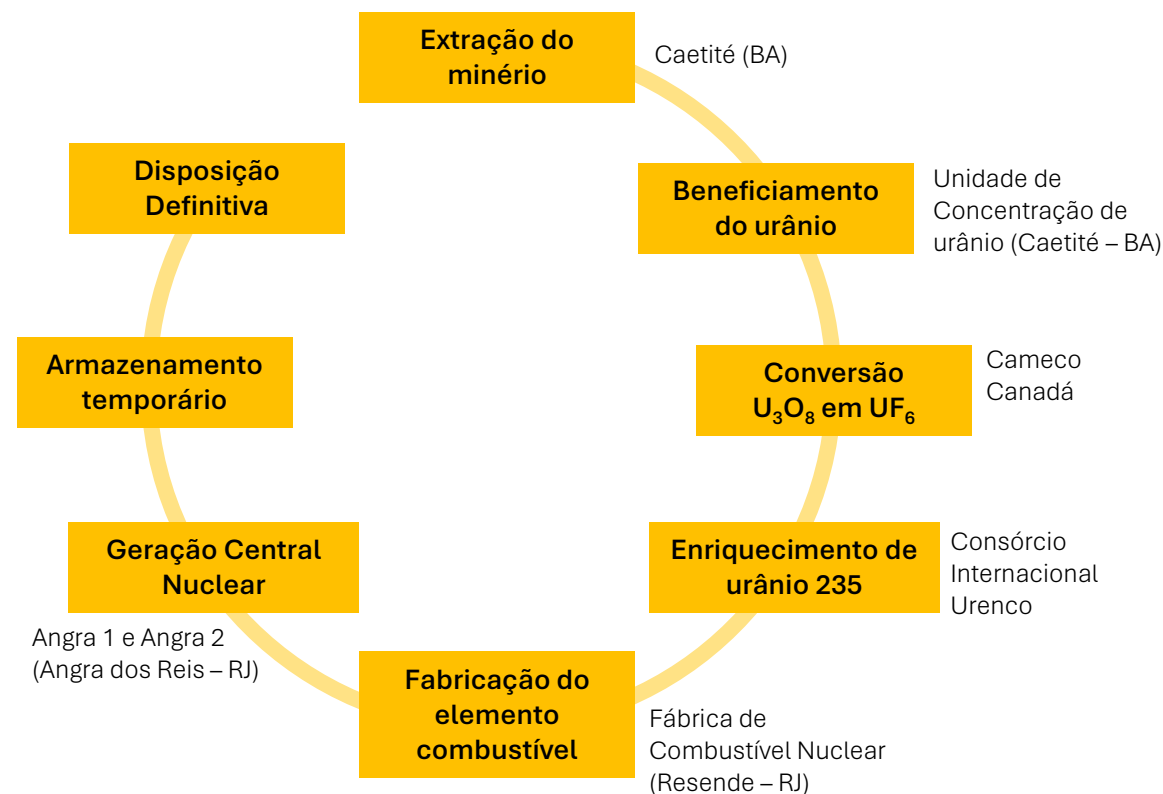 Extração do
minério
Caetité (BA)
Beneficiamento
do urânio
Unidade de
Concentração de
urânio (Caetité – BA)
Conversão
U₃O₈ em UF₆
Cameco
Canadá
Enriquecimento de
urânio 235
Consórcio
Internacional
Urenco
Fabricação do
elemento
combustível
Fábrica de
Combustível Nuclear
(Resende – RJ)
Geração Central
Nuclear
Angra 1 e Angra 2
(Angra dos Reis – RJ)
Armazenamento
temporário
Disposição
Definitiva